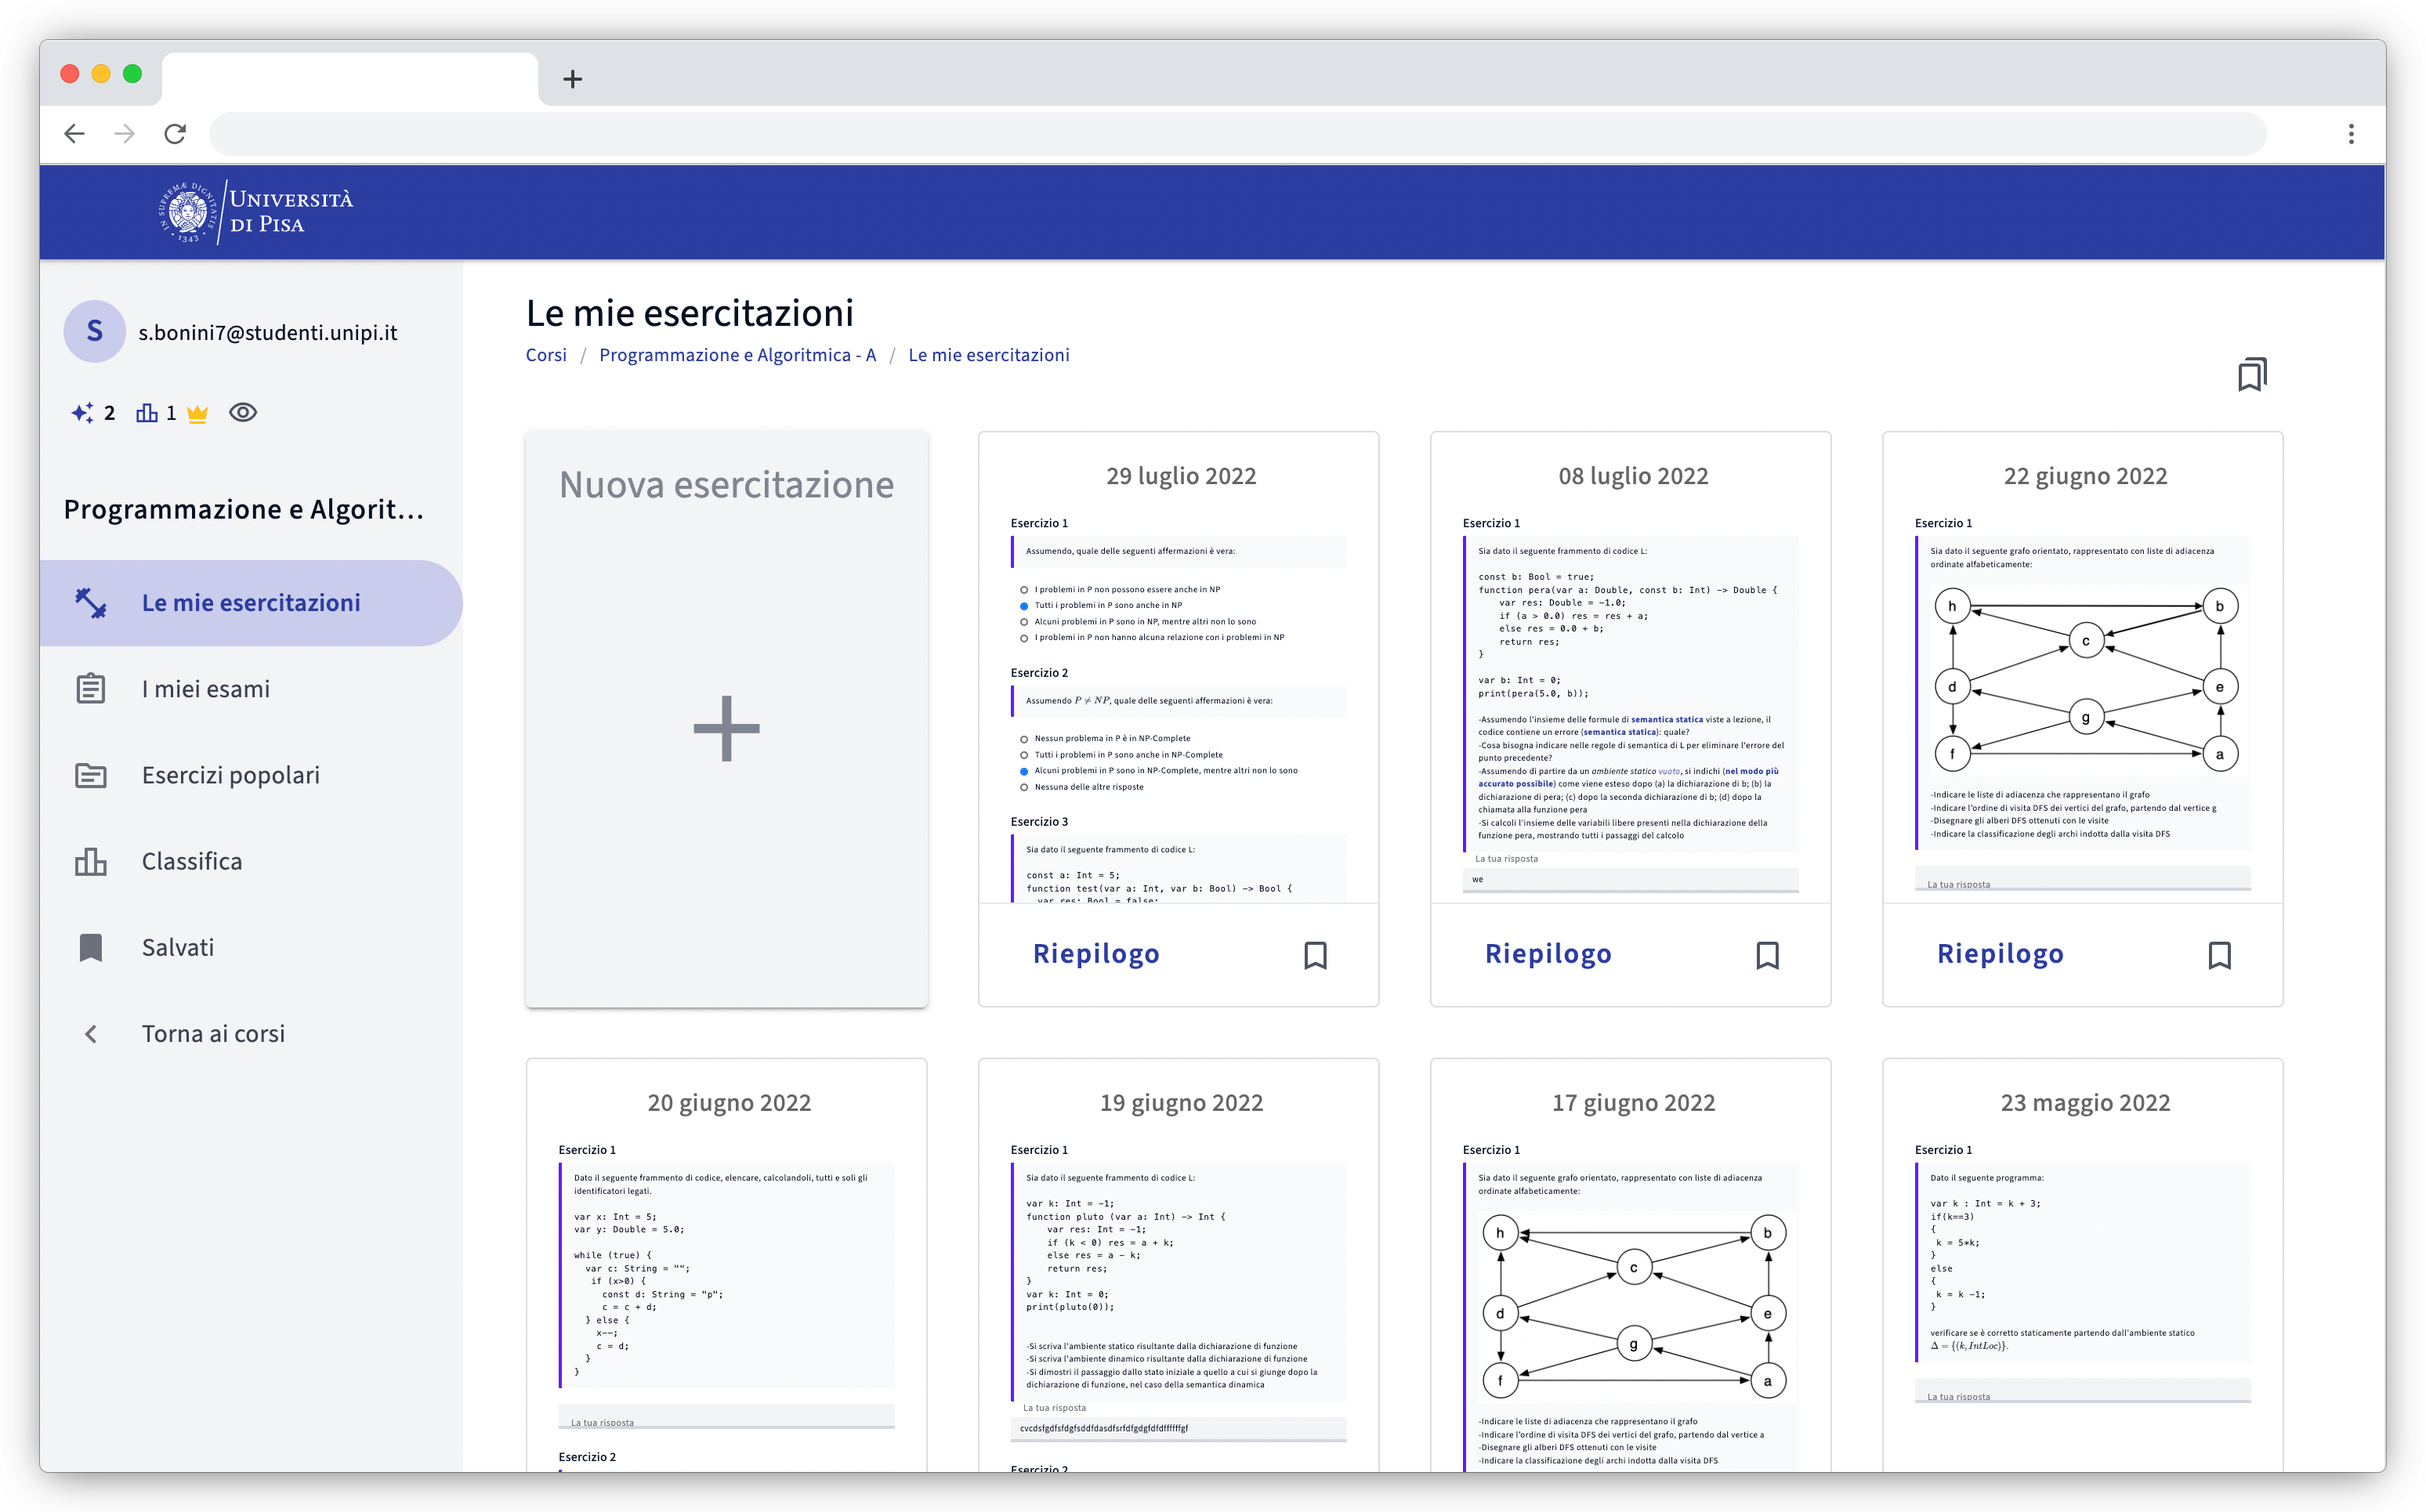 IN SUPREMÆ DIGNITATIS
1343
UNIVERSITÀ
DI PISA
S
s.bonini7@studenti.unipi.it
2
1
Programmazione e Algorit...
Le mie esercitazioni
I miei esami
Esercizi popolari
Classifica
Salvati
Torna ai corsi
Le mie esercitazioni
Corsi / Programmazione e Algoritmica - A / Le mie esercitazioni
Nuova esercitazione
29 luglio 2022
Esercizio 1
Assumendo, quale delle seguenti affermazioni è vera:
I problemi in P non possono essere anche in NP
Tutti i problemi in P sono anche in NP
Alcuni problemi in P sono in NP, mentre altri non lo sono
I problemi in P non hanno alcuna relazione con i problemi in NP
Esercizio 2
Assumendo P ≠ NP, quale delle seguenti affermazioni è vera:
Nessun problema in P è in NP-Complete
Tutti i problemi in P sono anche in NP-Complete
Alcuni problemi in P sono in NP-Complete, mentre altri non lo sono
Nessuna delle altre risposte
Esercizio 3
Sia dato il seguente frammento di codice L:
const a: Int = 5;
function test(var a: Int, var b: Bool) -> Bool {
var res: Bool = false;
Riepilogo
08 luglio 2022
Esercizio 1
Sia dato il seguente frammento di codice L:
const b: Bool = true;
function pera(var a: Double, const b: Int) -> Double {
var res: Double = -1.0;
if (a > 0.0) res = res + a;
else res = 0.0 + b;
return res;
}
var b: Int = 0;
print(pera(5.0, b));
-Assumendo l'insieme delle formule di semantica statica viste a lezione, il
codice contiene un errore (semantica statica): quale?
-Cosa bisogna indicare nelle regole di semantica di L per eliminare l'errore del
punto precedente?
-Assumendo di partire da un ambiente statico vuoto, si indichi (nel modo più
accurato possibile) come viene esteso dopo (a) la dichiarazione di b; (b) la
dichiarazione di pera; (c) dopo la seconda dichiarazione di b; (d) dopo la
chiamata alla funzione pera
-Si calcoli l'insieme delle variabili libere presenti nella dichiarazione della
funzione pera, mostrando tutti i passaggi del calcolo
La tua risposta
we
Riepilogo
22 giugno 2022
Esercizio 1
Sia dato il seguente grafo orientato, rappresentato con liste di adiacenza
ordinate alfabeticamente:
h
b
c
d
e
g
f
a
-Indicare le liste di adiacenza che rappresentano il grafo
-Indicare l'ordine di visita DFS dei vertici del grafo, partendo dal vertice g
-Disegnare gli alberi DFS ottenuti con le visite
-Indicare la classificazione degli archi indotta dalla visita DFS
La tua risposta
Riepilogo
20 giugno 2022
Esercizio 1
Dato il seguente frammento di codice, elencare, calcolandoli, tutti e soli gli
identificatori legati.
var x: Int = 5;
var y: Double = 5.0;
while (true) {
var c: String = "";
if (x>0) {
const d: String = "p";
c = c + d;
} else {
x--;
c = d;
}
}
La tua risposta
Esercizio 2
19 giugno 2022
Esercizio 1
Sia dato il seguente frammento di codice L:
var k: Int = -1;
function pluto (var a: Int) -> Int {
var res: Int = -1;
if (k < 0) res = a + k;
else res = a - k;
return res;
}
var k: Int = 0;
print(pluto(0));
-Si scriva l'ambiente statico risultante dalla dichiarazione di funzione
-Si scriva l'ambiente dinamico risultante dalla dichiarazione di funzione
-Si dimostri il passaggio dallo stato iniziale a quello a cui si giunge dopo la
dichiarazione di funzione, nel caso della semantica dinamica
La tua risposta
cvcdsfgdfsfdgfsddfdasdfsrfdfgdgfdfdffffffgf
Esercizio 2
17 giugno 2022
Esercizio 1
Sia dato il seguente grafo orientato, rappresentato con liste di adiacenza
ordinate alfabeticamente:
h
b
c
d
e
g
f
a
-Indicare le liste di adiacenza che rappresentano il grafo
-Indicare l'ordine di visita DFS dei vertici del grafo, partendo dal vertice a
-Disegnare gli alberi DFS ottenuti con le visite
-Indicare la classificazione degli archi indotta dalla visita DFS
23 maggio 2022
Esercizio 1
Dato il seguente programma:
var k : Int = k + 3;
if(k==3)
{
k = 5*k;
}
else
{
k = k -1;
}
verificare se è corretto staticamente partendo dall'ambiente statico
Δ = {(k, IntLoc)}.
La tua risposta